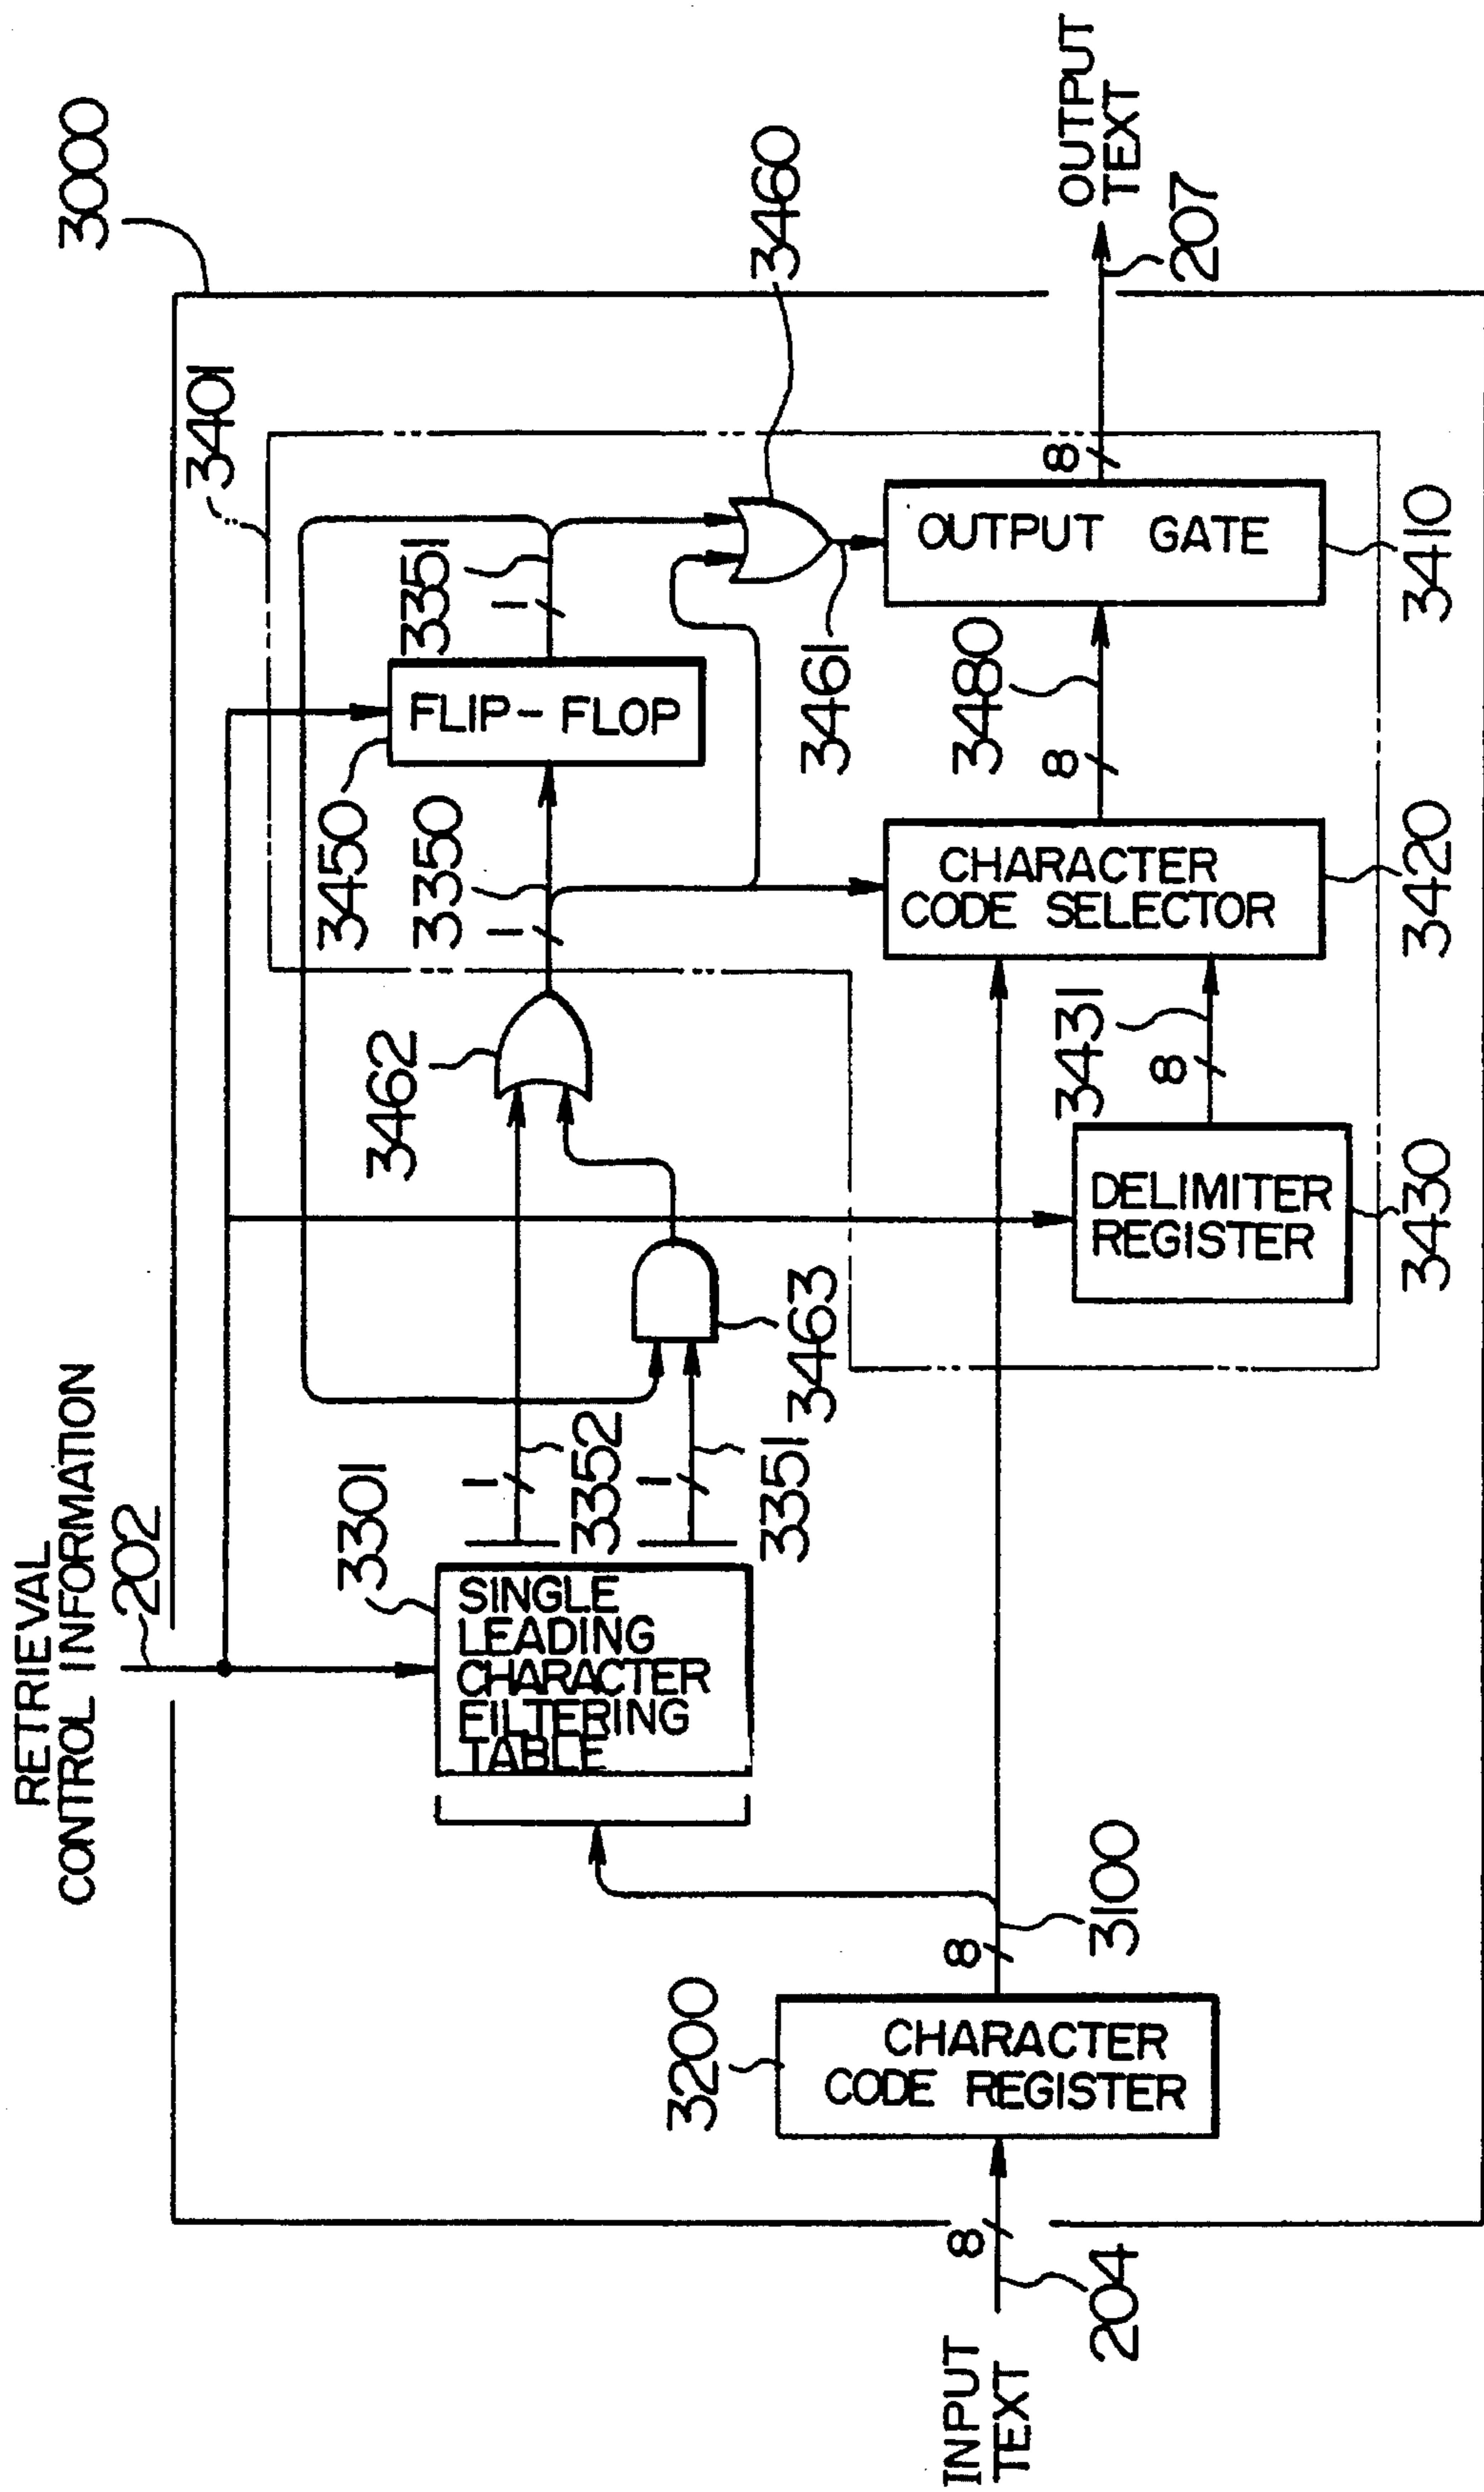 RETRIEVAL
CONTROL INFORMATION
202
3000
3401
3301
SINGLE
LEADING
CHARACTER
FILTERING
TABLE
1
3352
1
3351
3462
3463
3450
FLIP-FLOP
1
3350
1
3351
3460
3461
INPUT
TEXT
204
8
3200
CHARACTER
CODE REGISTER
8
3100
DELIMITER
REGISTER
3430
8
3431
CHARACTER
CODE SELECTOR
3420
8
3480
OUTPUT GATE
3410
8
207
OUTPUT
TEXT